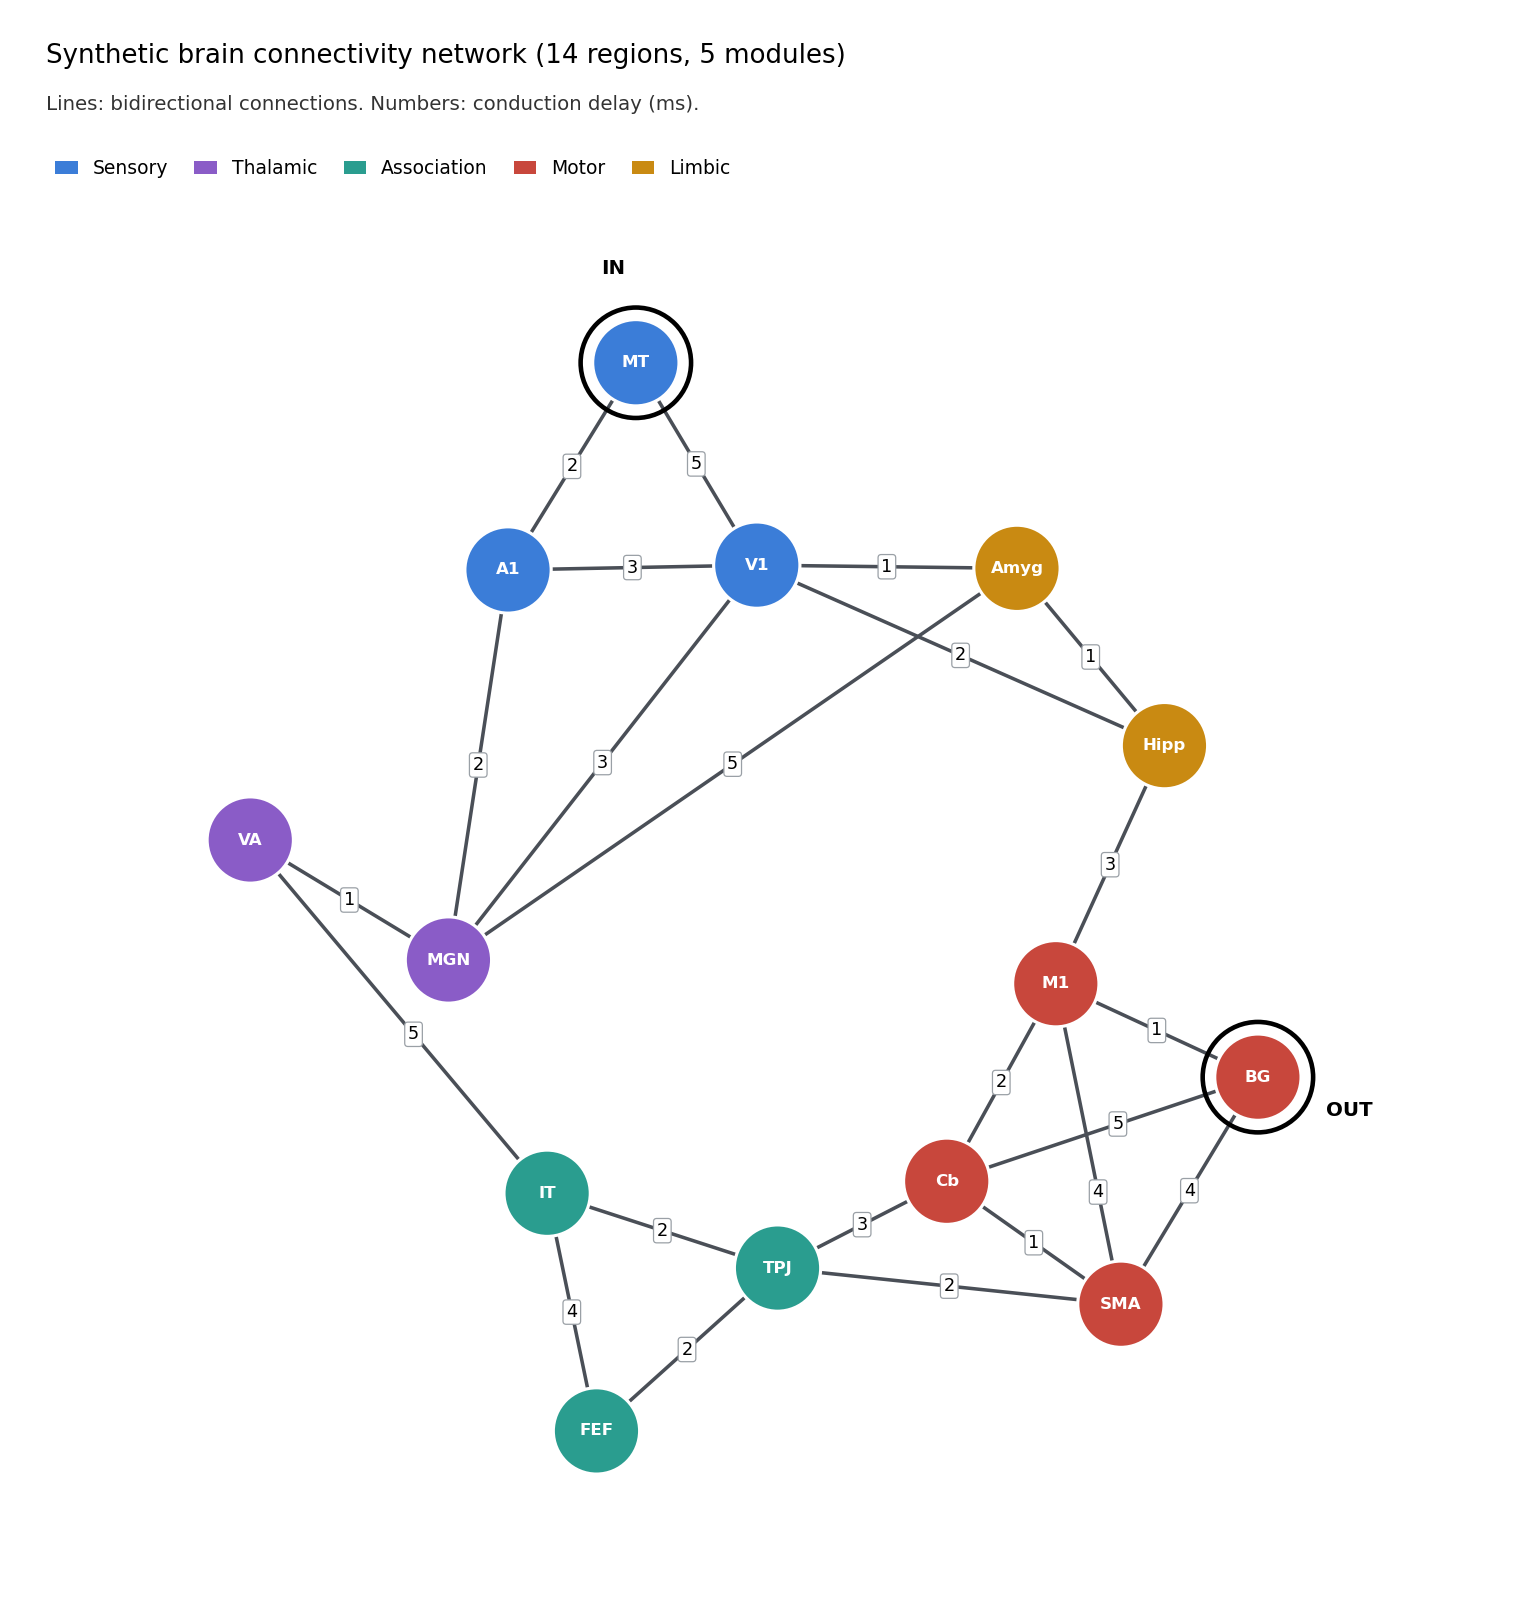 Synthetic brain connectivity network (14 regions, 5 modules)
Lines: bidirectional connections. Numbers: conduction delay (ms).
Sensory Thalamic Association Motor Limbic
IN
MT
2 5
A1 3 V1 1 Amyg
2 1
Hipp
2 3 5
VA
3
1
MGN
M1
5
1
BG
2
OUT
5
Cb
4 4
IT
3
2
1
TPJ
2
SMA
4
2
FEF